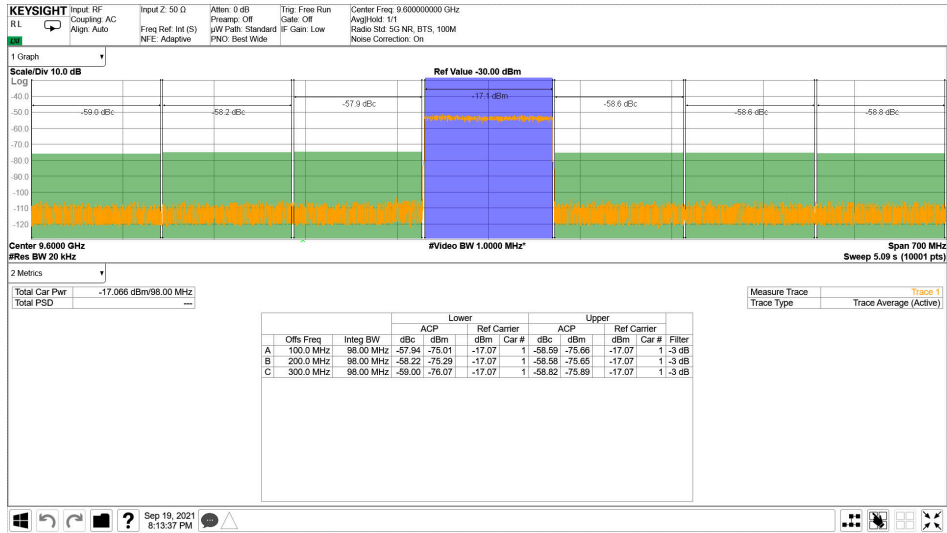 KEYSIGHT Input: RF Input Z: 50 Ω Atten: 0 dB Trig: Free Run Center Freq: 9.600000000 GHz
RL Coupling: AC Preamp: Off Gate: Off Avg|Hold: 1/1
Align: Auto Freq Ref: Int (S) µW Path: Standard IF Gain: Low Radio Std: 5G NR, BTS, 100M
NFE: Adaptive PNO: Best Wide Noise Correction: On
1 Graph
Scale/Div 10.0 dB Ref Value -30.00 dBm
Log
-40.0
-50.0
-60.0
-70.0
-80.0
-90.0
-100
-110
-120
-59.0 dBc -58.2 dBc -57.9 dBc -17.1 dBm -58.6 dBc -58.6 dBc -58.8 dBc
Center 9.6000 GHz #Video BW 1.0000 MHz* Span 700 MHz
#Res BW 20 kHz Sweep 5.09 s (10001 pts)
2 Metrics
Total Car Pwr -17.066 dBm/98.00 MHz Measure Trace Trace 1
Total PSD --- Trace Type Trace Average (Active)
Lower Upper
ACP Ref Carrier ACP Ref Carrier
Offs Freq Integ BW dBc dBm dBm Car # dBc dBm dBm Car # Filter
A 100.0 MHz 98.00 MHz -57.94 -75.01 -17.07 1 -58.59 -75.66 -17.07 1 -3 dB
B 200.0 MHz 98.00 MHz -58.22 -75.29 -17.07 1 -58.58 -75.65 -17.07 1 -3 dB
C 300.0 MHz 98.00 MHz -59.00 -76.07 -17.07 1 -58.82 -75.89 -17.07 1 -3 dB
? Sep 19, 2021
8:13:37 PM